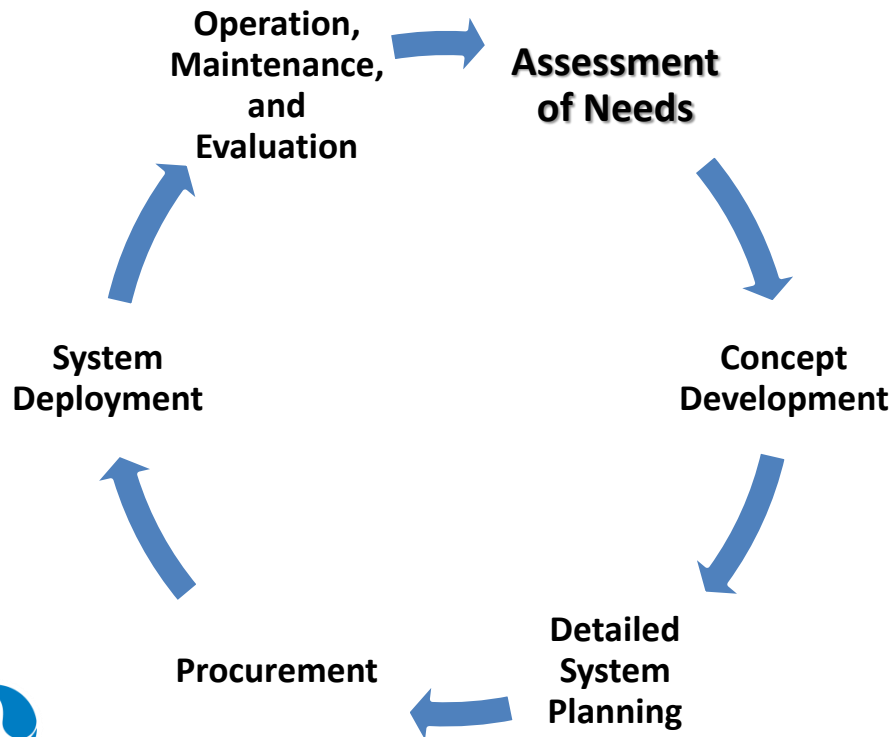 Operation,
Maintenance,
and
Evaluation
Assessment
of Needs
Concept
Development
Detailed
System
Planning
Procurement
System
Deployment